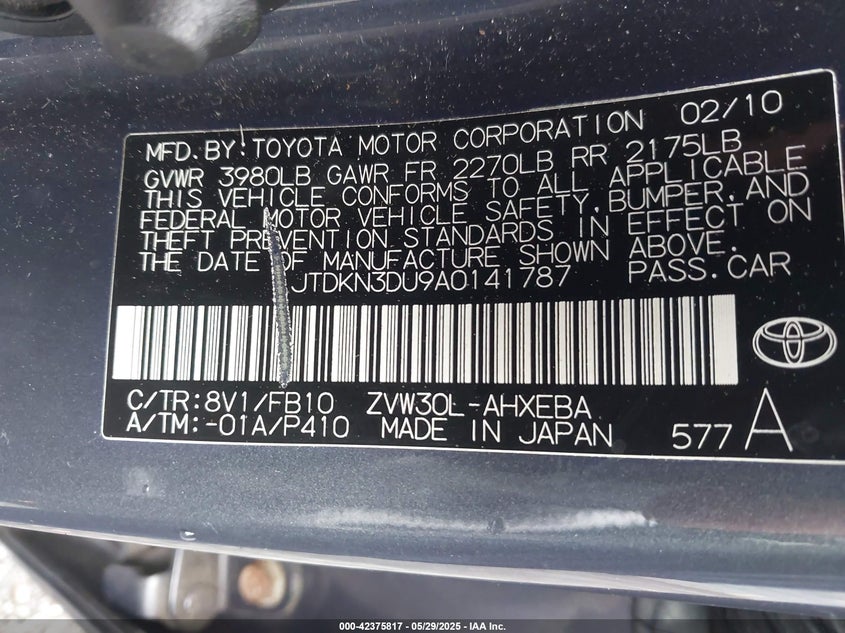 MFD.BY:TOYOTA MOTOR CORPORATION 02/10
GVWR 3980LB GAWR FR 2270LB RR 2175LB
THIS VEHICLE CONFORMS TO ALL APPLICABLE
FEDERAL MOTOR VEHICLE SAFETY,BUMPER,AND
THEFT PREVENTION STANDARDS IN EFFECT ON
THE DATE OF MANUFACTURE SHOWN ABOVE.
JTDKN3DU9A0141787 PASS.CAR
C/TR:8V1/FB10 ZVW30L-AHXEBA
A/TM:-01A/P410 MADE IN JAPAN 577 A
000-42375817 - 05/29/2025 - IAA Inc.